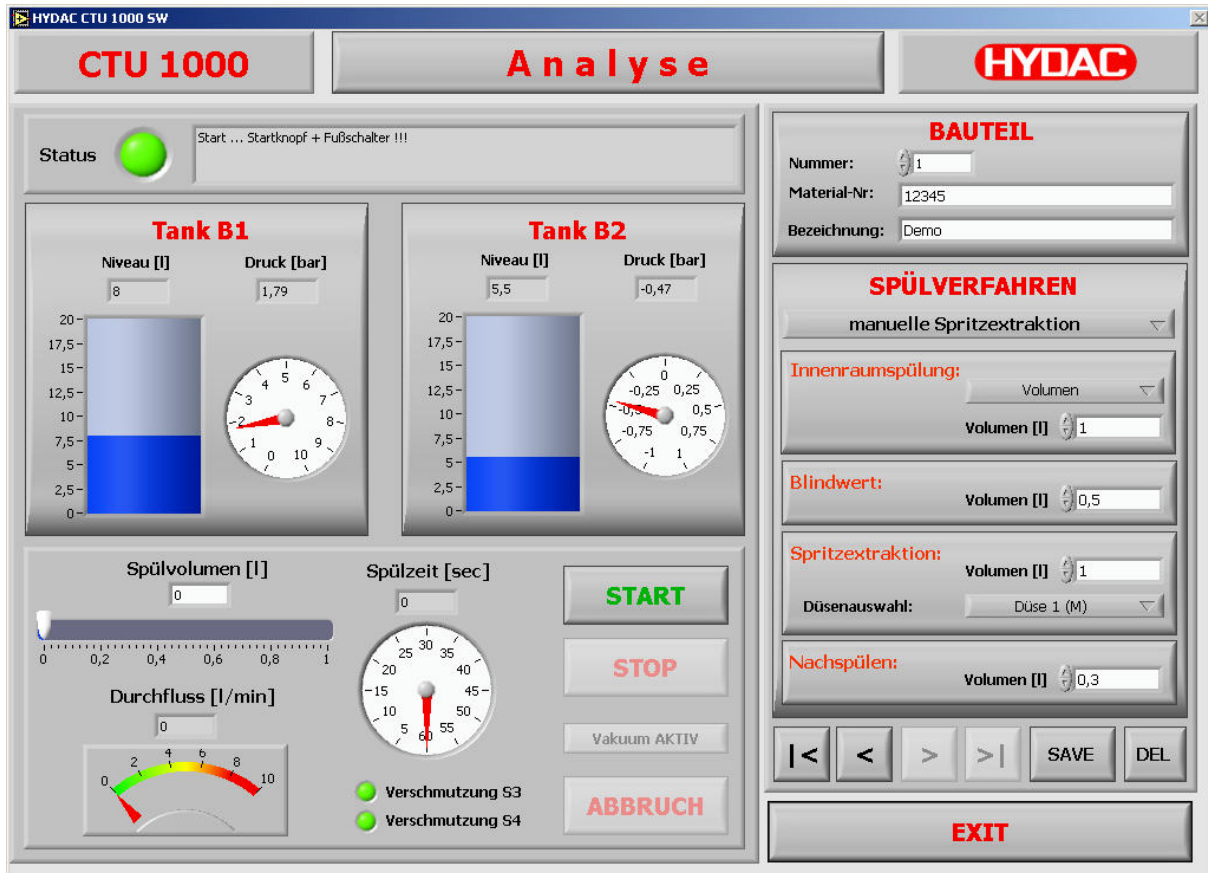 HYDAC CTU 1000 SW
CTU 1000
Analyse
HYDAC
Status
Start ... Startknopf + Fußschalter !!!
Tank B1
Niveau [l]
Druck [bar]
8
1,79
20
17,5
15
12,5
10
7,5
5
2,5
0
0
1
2
3
4
5
6
7
8
9
10
Tank B2
Niveau [l]
Druck [bar]
5,5
-0,47
20
17,5
15
12,5
10
7,5
5
2,5
0
-1
-0,75
-0,5
-0,25
0
0,25
0,5
0,75
1
Spülvolumen [l]
0
0
0,2
0,4
0,6
0,8
1
Durchfluss [l/min]
0
0
2
4
6
8
10
Spülzeit [sec]
0
5
10
15
20
25
30
35
40
45
50
55
60
Verschmutzung S3
Verschmutzung S4
START
STOP
Vakuum AKTIV
ABBRUCH
BAUTEIL
Nummer: 1
Material-Nr: 12345
Bezeichnung: Demo
SPÜLVERFAHREN
manuelle Spritzextraktion
Innenraumspülung:
Volumen
Volumen [l] 1
Blindwert:
Volumen [l] 0,5
Spritzextraktion:
Volumen [l] 1
Düsenauswahl: Düse 1 (M)
Nachspülen:
Volumen [l] 0,3
|< < > >| SAVE DEL
EXIT